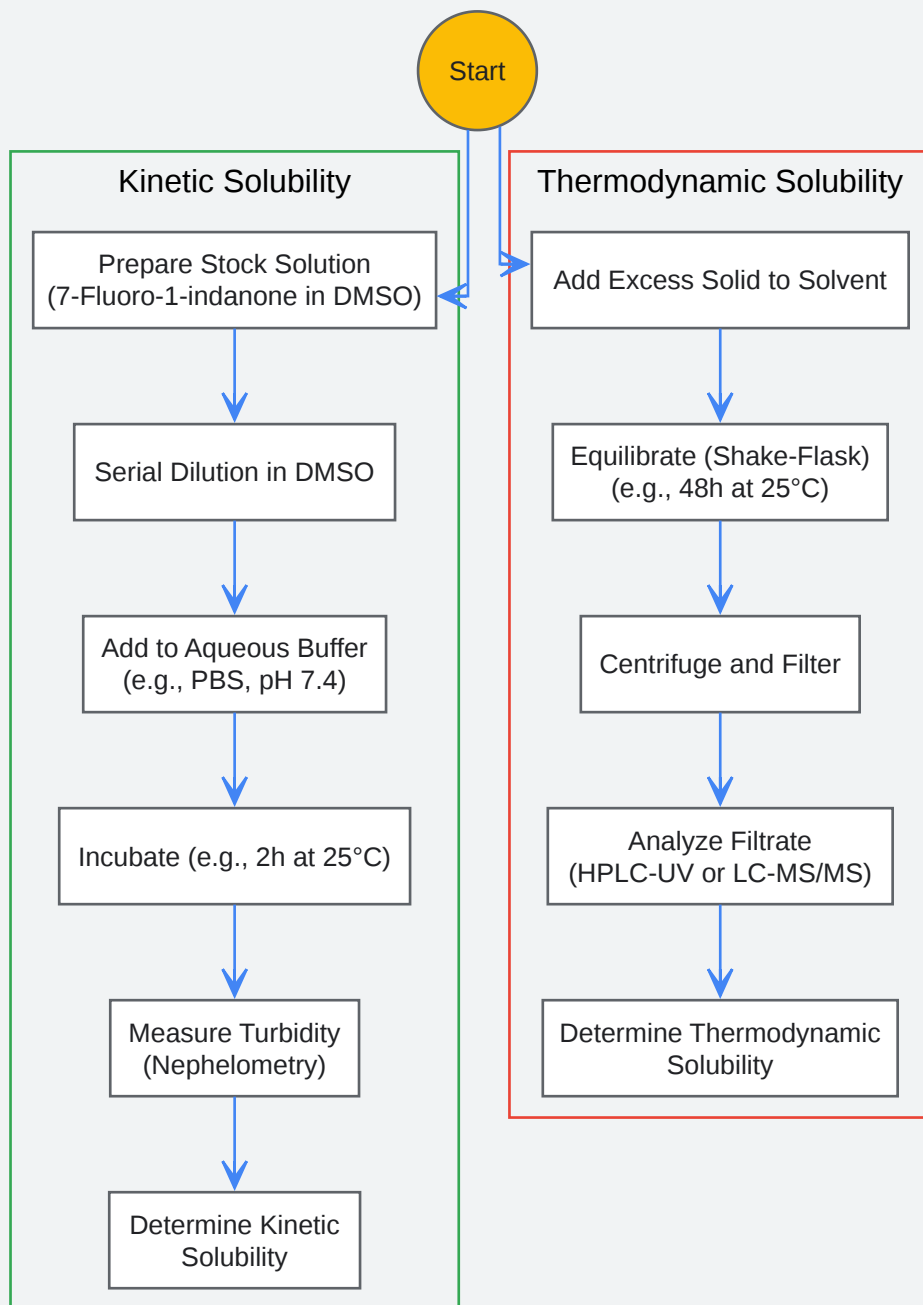 Start
Kinetic Solubility
Prepare Stock Solution
(7-Fluoro-1-indanone in DMSO)
Serial Dilution in DMSO
Add to Aqueous Buffer
(e.g., PBS, pH 7.4)
Incubate (e.g., 2h at 25°C)
Measure Turbidity
(Nephelometry)
Determine Kinetic
Solubility
Thermodynamic Solubility
Add Excess Solid to Solvent
Equilibrate (Shake-Flask)
(e.g., 48h at 25°C)
Centrifuge and Filter
Analyze Filtrate
(HPLC-UV or LC-MS/MS)
Determine Thermodynamic
Solubility